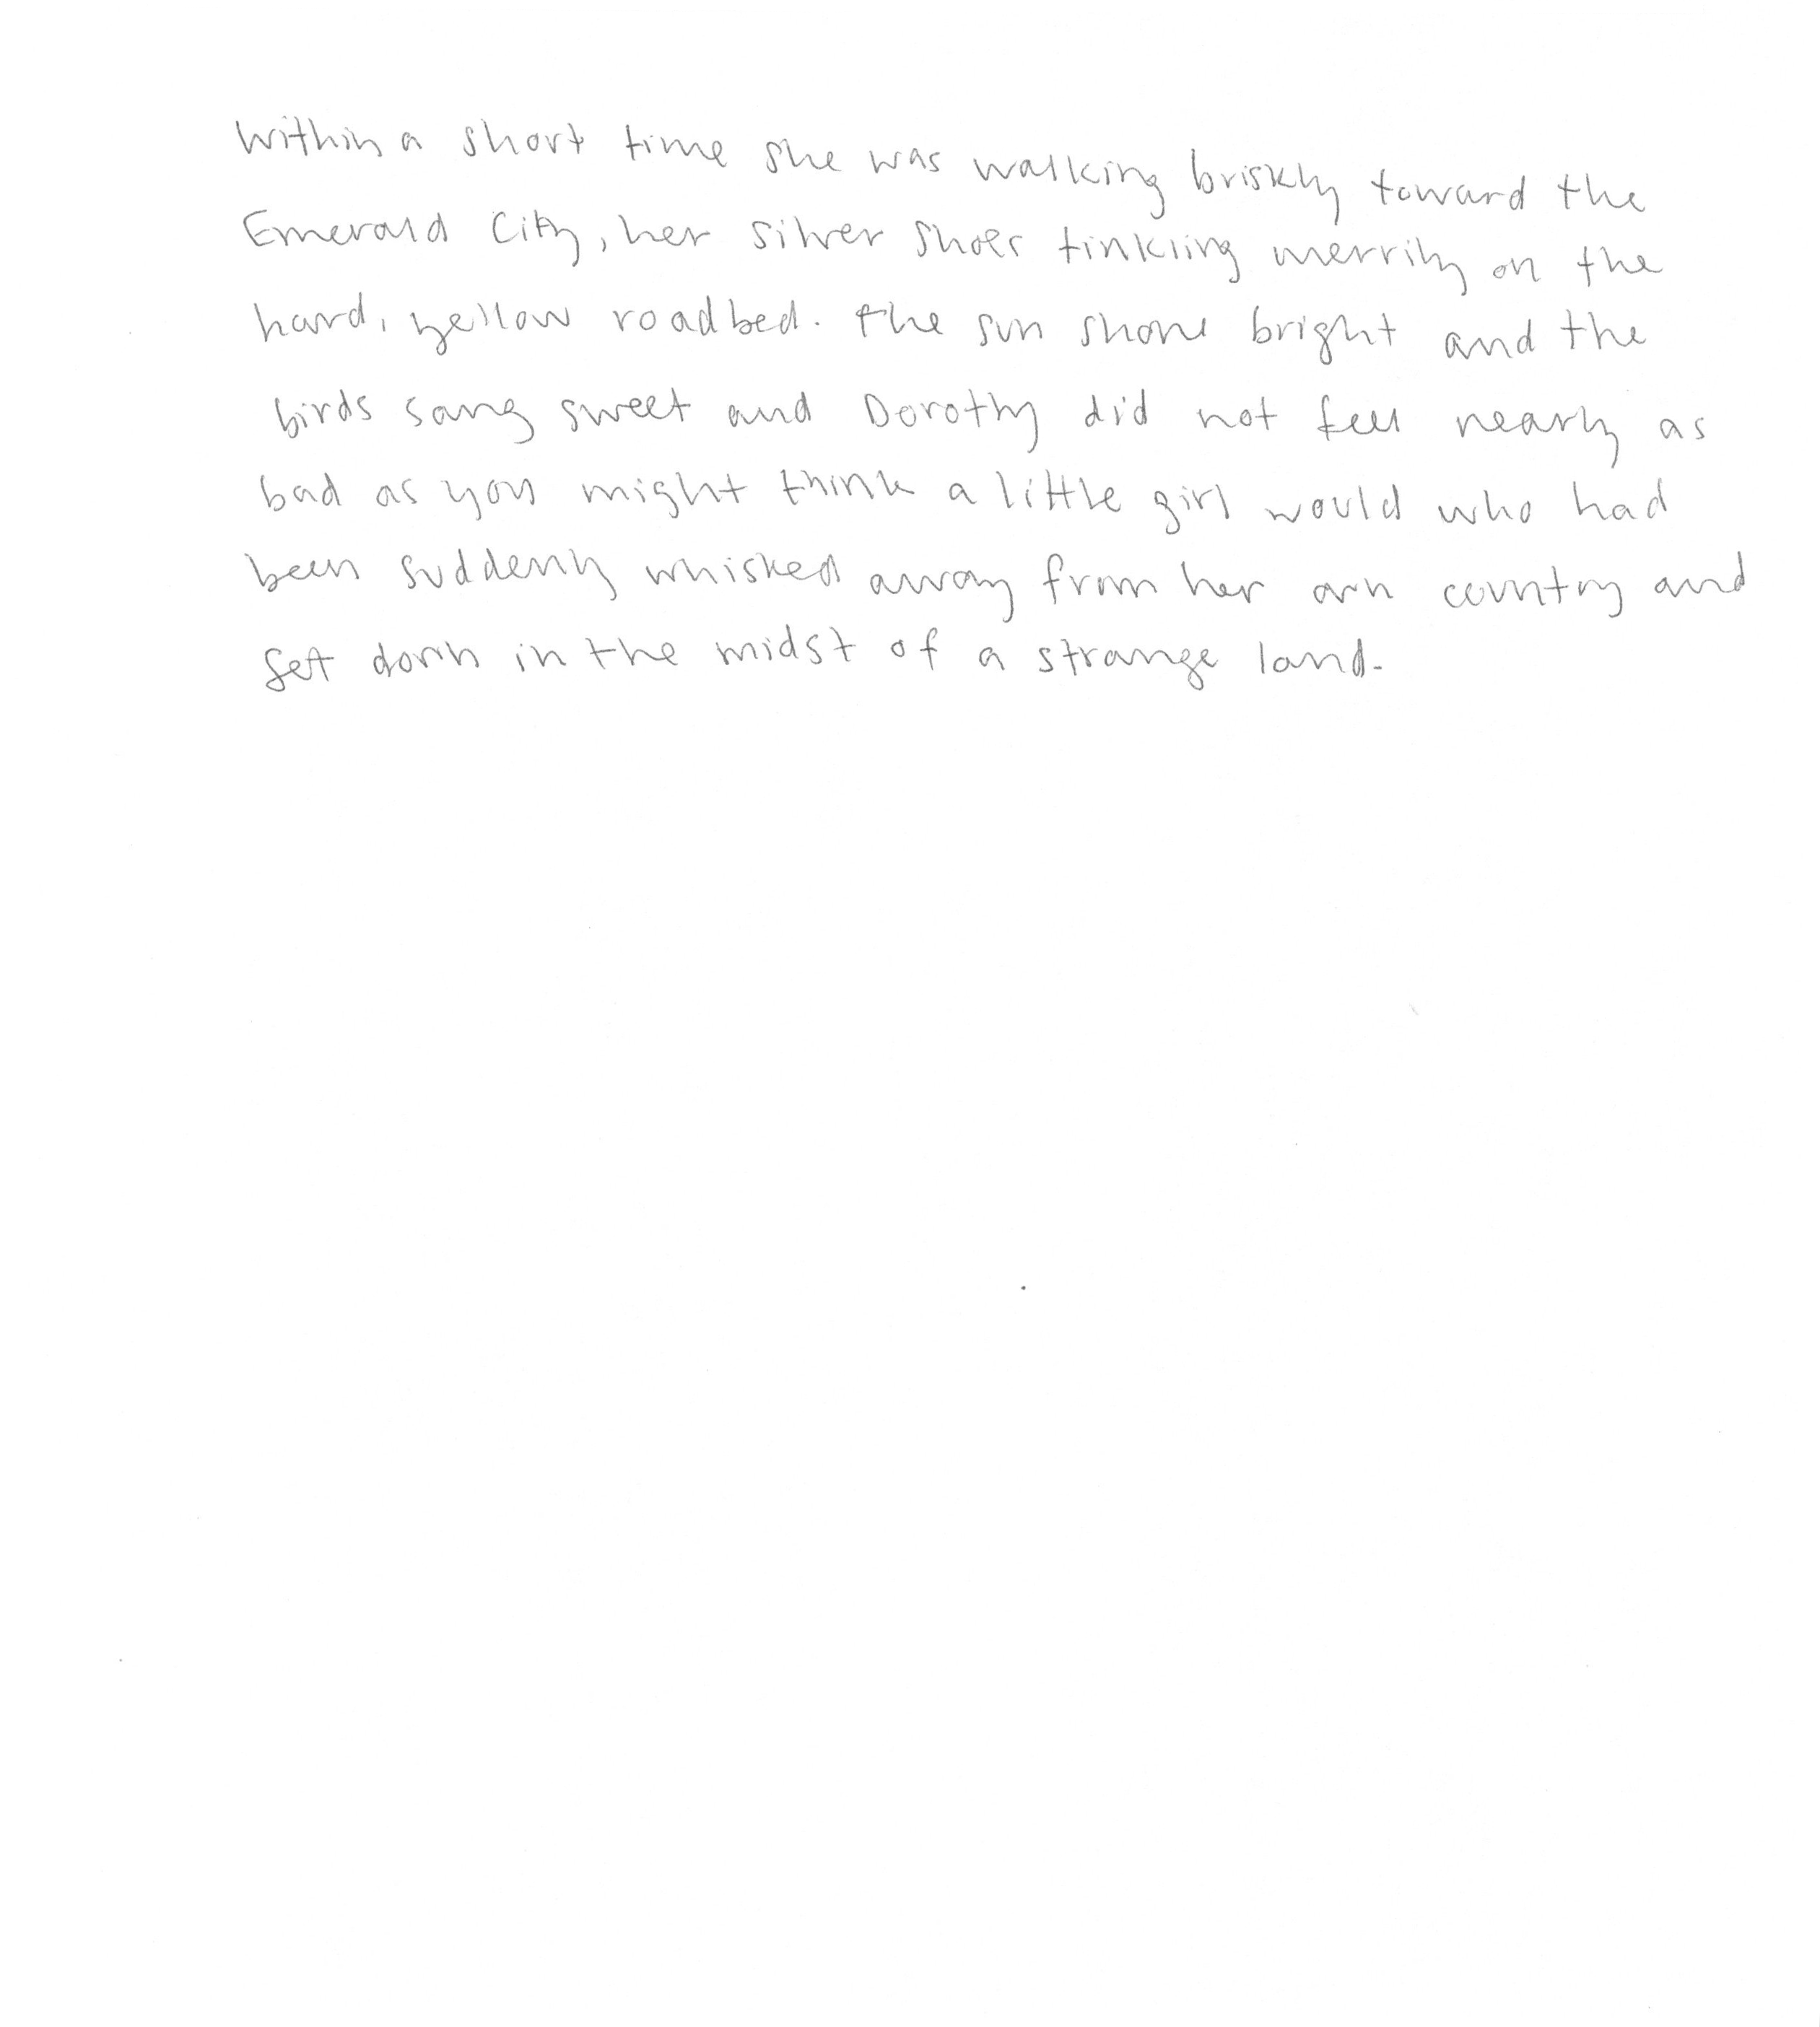 Within a short time she was walking briskly toward the
Emerald City, her silver shoes tinkling merrily on the
hard, yellow roadbed. The sun shone bright and the
birds sang sweet and Dorothy did not feel nearly as
bad as you might think a little girl would who had
been suddenly whisked away from her own country and
set down in the midst of a strange land.